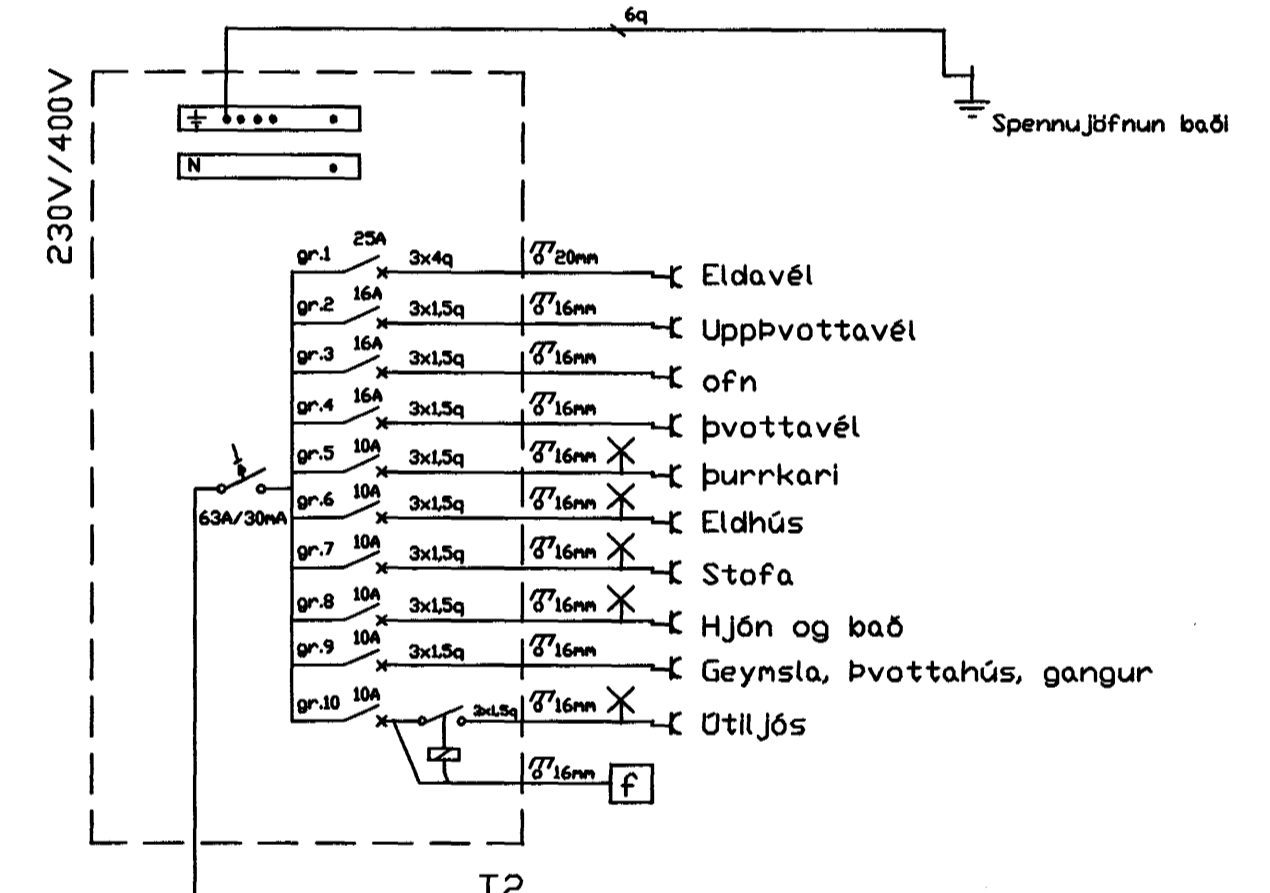 6q
Spennujöfnun baði
230V/400V
N
gr.1 25A 3x4q 20mm Eldavél
gr.2 16A 3x1,5q 16mm UppÞvottavél
gr.3 16A 3x1,5q 16mm ofn
gr.4 16A 3x1,5q 16mm þvottavél
gr.5 10A 3x1,5q 16mm þurrkari
gr.6 10A 3x1,5q 16mm Eldhús
63A/30mA
gr.7 10A 3x1,5q 16mm Stofa
gr.8 10A 3x1,5q 16mm Hjón og bað
gr.9 10A 3x1,5q 16mm Geymsla, Þvottahús, gangur
gr.10 10A 3x1,5q 16mm Útiljós
16mm f
T2